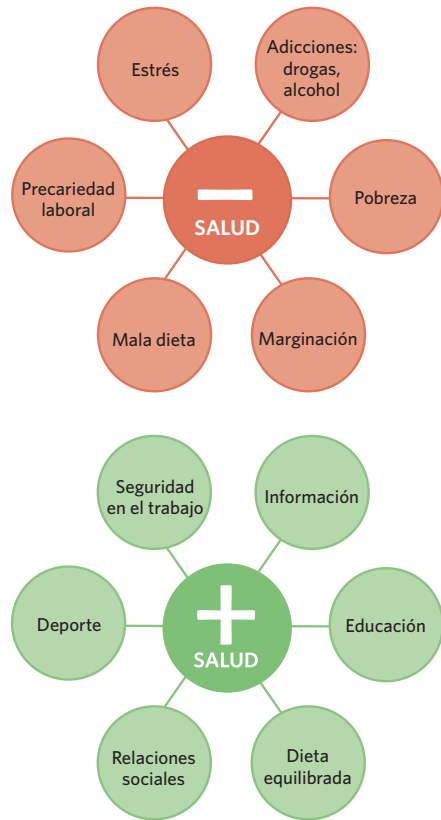 Estrés
Adicciones:
drogas,
alcohol
Precariedad
laboral
SALUD
Pobreza
Mala dieta
Marginación
Seguridad
en el trabajo
Información
Deporte
SALUD
Educación
Relaciones
sociales
Dieta
equilibrada